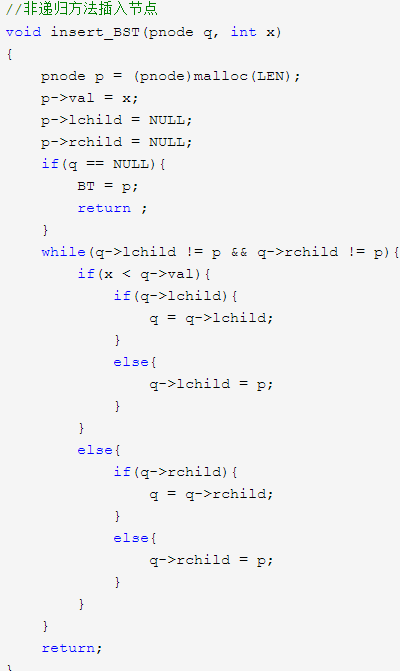 //非递归方法插入节点
void insert_BST(pnode q, int x)
{
    pnode p = (pnode)malloc(LEN);
    p->val = x;
    p->lchild = NULL;
    p->rchild = NULL;
    if(q == NULL){
        BT = p;
        return ;
    }
    while(q->lchild != p && q->rchild != p){
        if(x < q->val){
            if(q->lchild){
                q = q->lchild;
            }
            else{
                q->lchild = p;
            }
        }
        else{
            if(q->rchild){
                q = q->rchild;
            }
            else{
                q->rchild = p;
            }
        }
    }
    return;
}